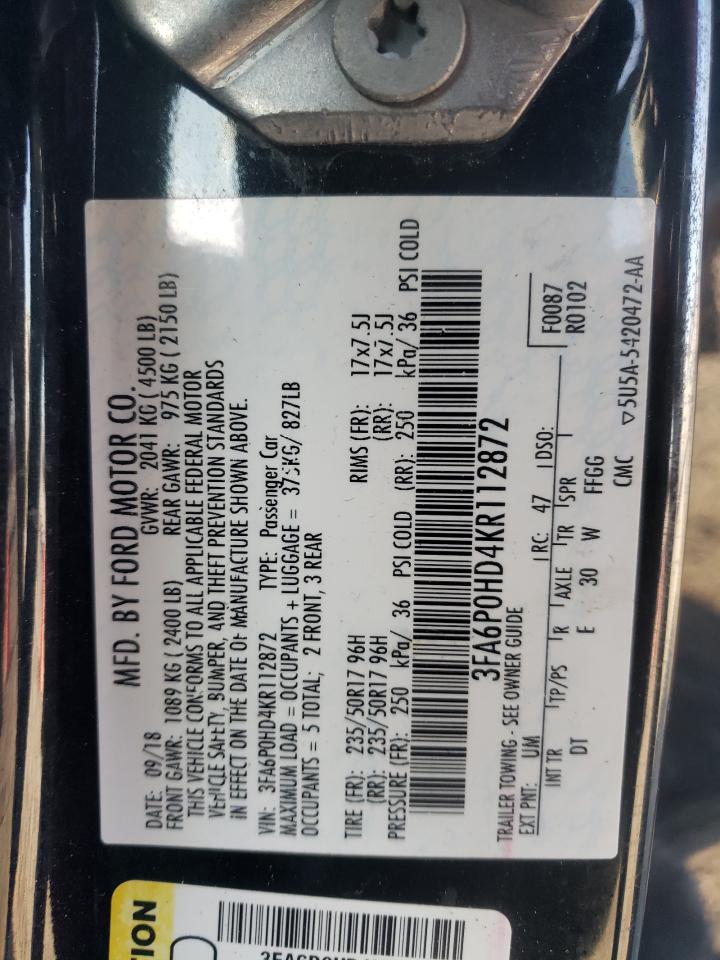 MFD. BY FORD MOTOR CO.
DATE: 09/18 GVWR: 2041 KG ( 4500 LB)
FRONT GAWR: 1089 KG ( 2400 LB) REAR GAWR: 975 KG ( 2150 LB)
THIS VEHICLE CONFORMS TO ALL APPLICABLE FEDERAL MOTOR
VEHICLE SAFETY, BUMPER, AND THEFT PREVENTION STANDARDS
IN EFFECT ON THE DATE OF MANUFACTURE SHOWN ABOVE.
VIN: 3FA6P0HD4KR112872 TYPE: Passenger Car
MAXIMUM LOAD = OCCUPANTS + LUGGAGE = 375KG/ 827LB
OCCUPANTS = 5 TOTAL; 2 FRONT, 3 REAR
TIRE (FR): 235/50R17 96H RIMS (FR): 17x7.5J
(RR): 235/50R17 96H (RR): 17x7.5J
PRESSURE (FR): 250 kPa/ 36 PSI COLD (RR): 250 kPa/ 36 PSI COLD
3FA6P0HD4KR112872
TRAILER TOWING - SEE OWNER GUIDE
EXT PNT: UM RC: 47 DSO: F0087
R0102
INT TR TP/PS R AXLE TR SPR
DT E 30 W FFGG
CMC ▽5U5A-5420472-AA
TION